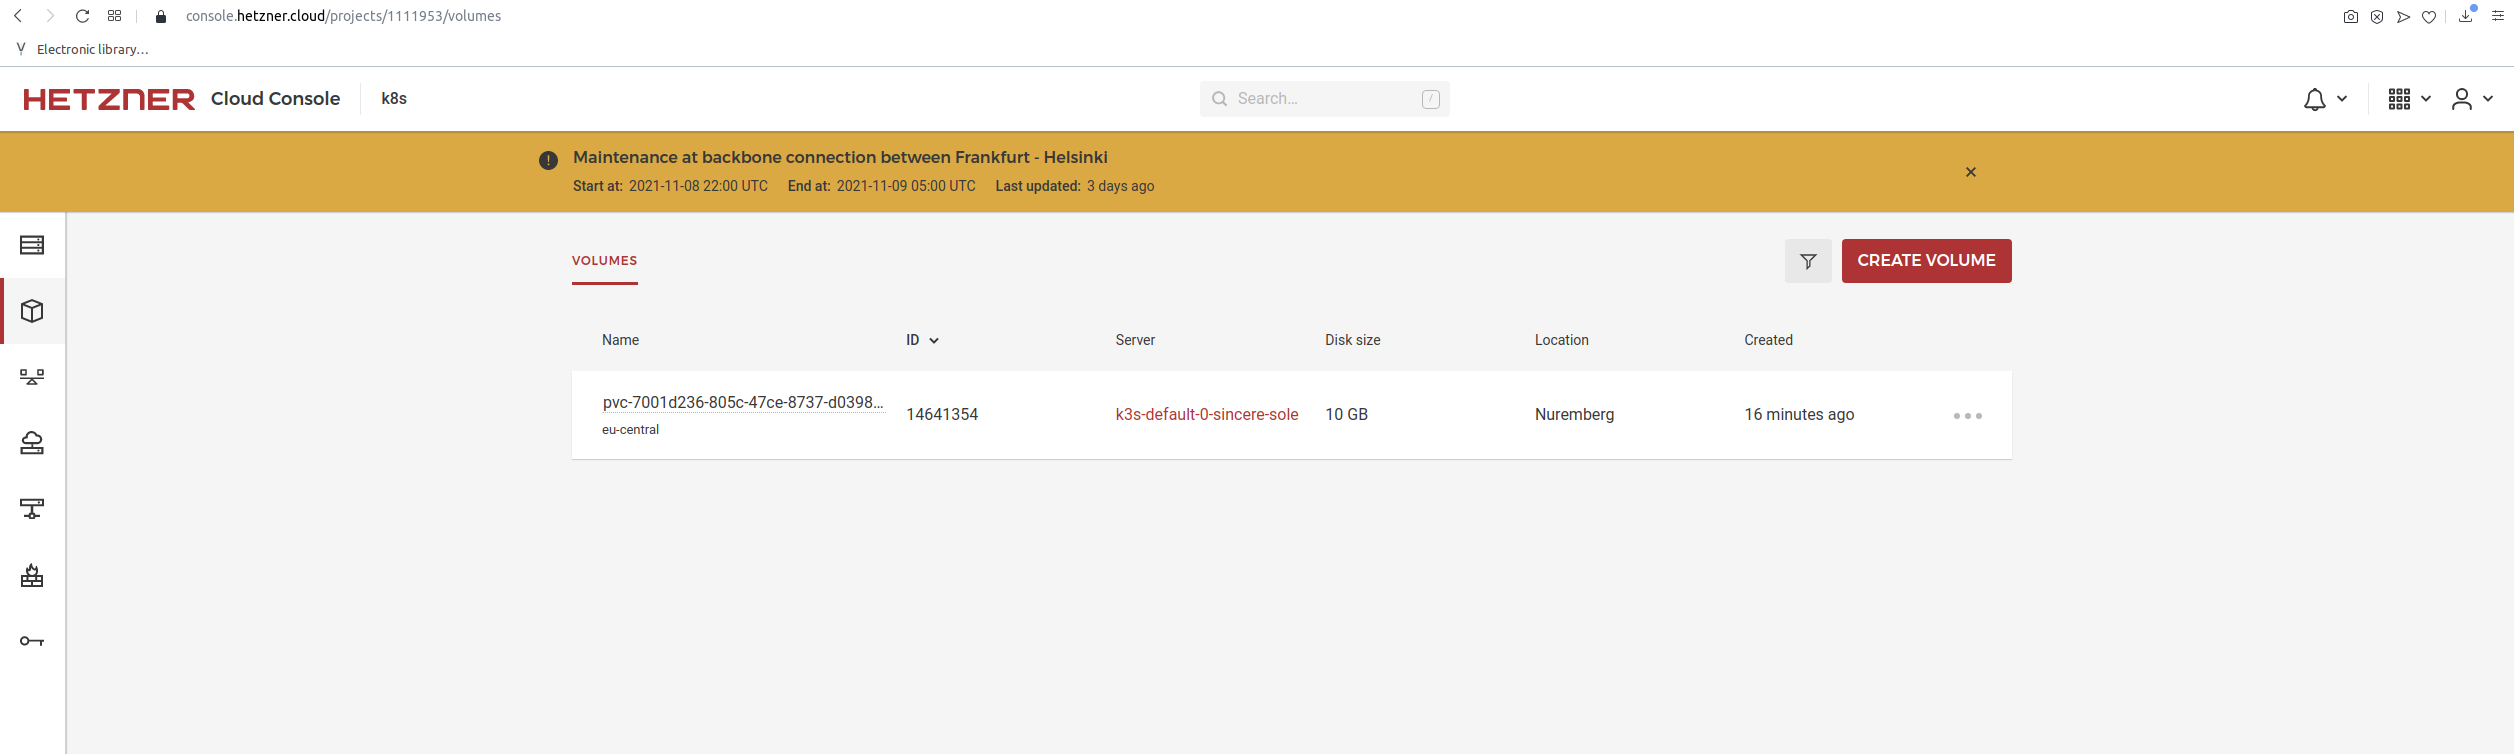 console.hetzner.cloud/projects/1111953/volumes
Electronic library...
HETZNER Cloud Console k8s Search... /
Maintenance at backbone connection between Frankfurt - Helsinki
Start at: 2021-11-08 22:00 UTC End at: 2021-11-09 05:00 UTC Last updated: 3 days ago
VOLUMES CREATE VOLUME
Name ID Server Disk size Location Created
pvc-7001d236-805c-47ce-8737-d0398... 14641354 k3s-default-0-sincere-sole 10 GB Nuremberg 16 minutes ago
eu-central